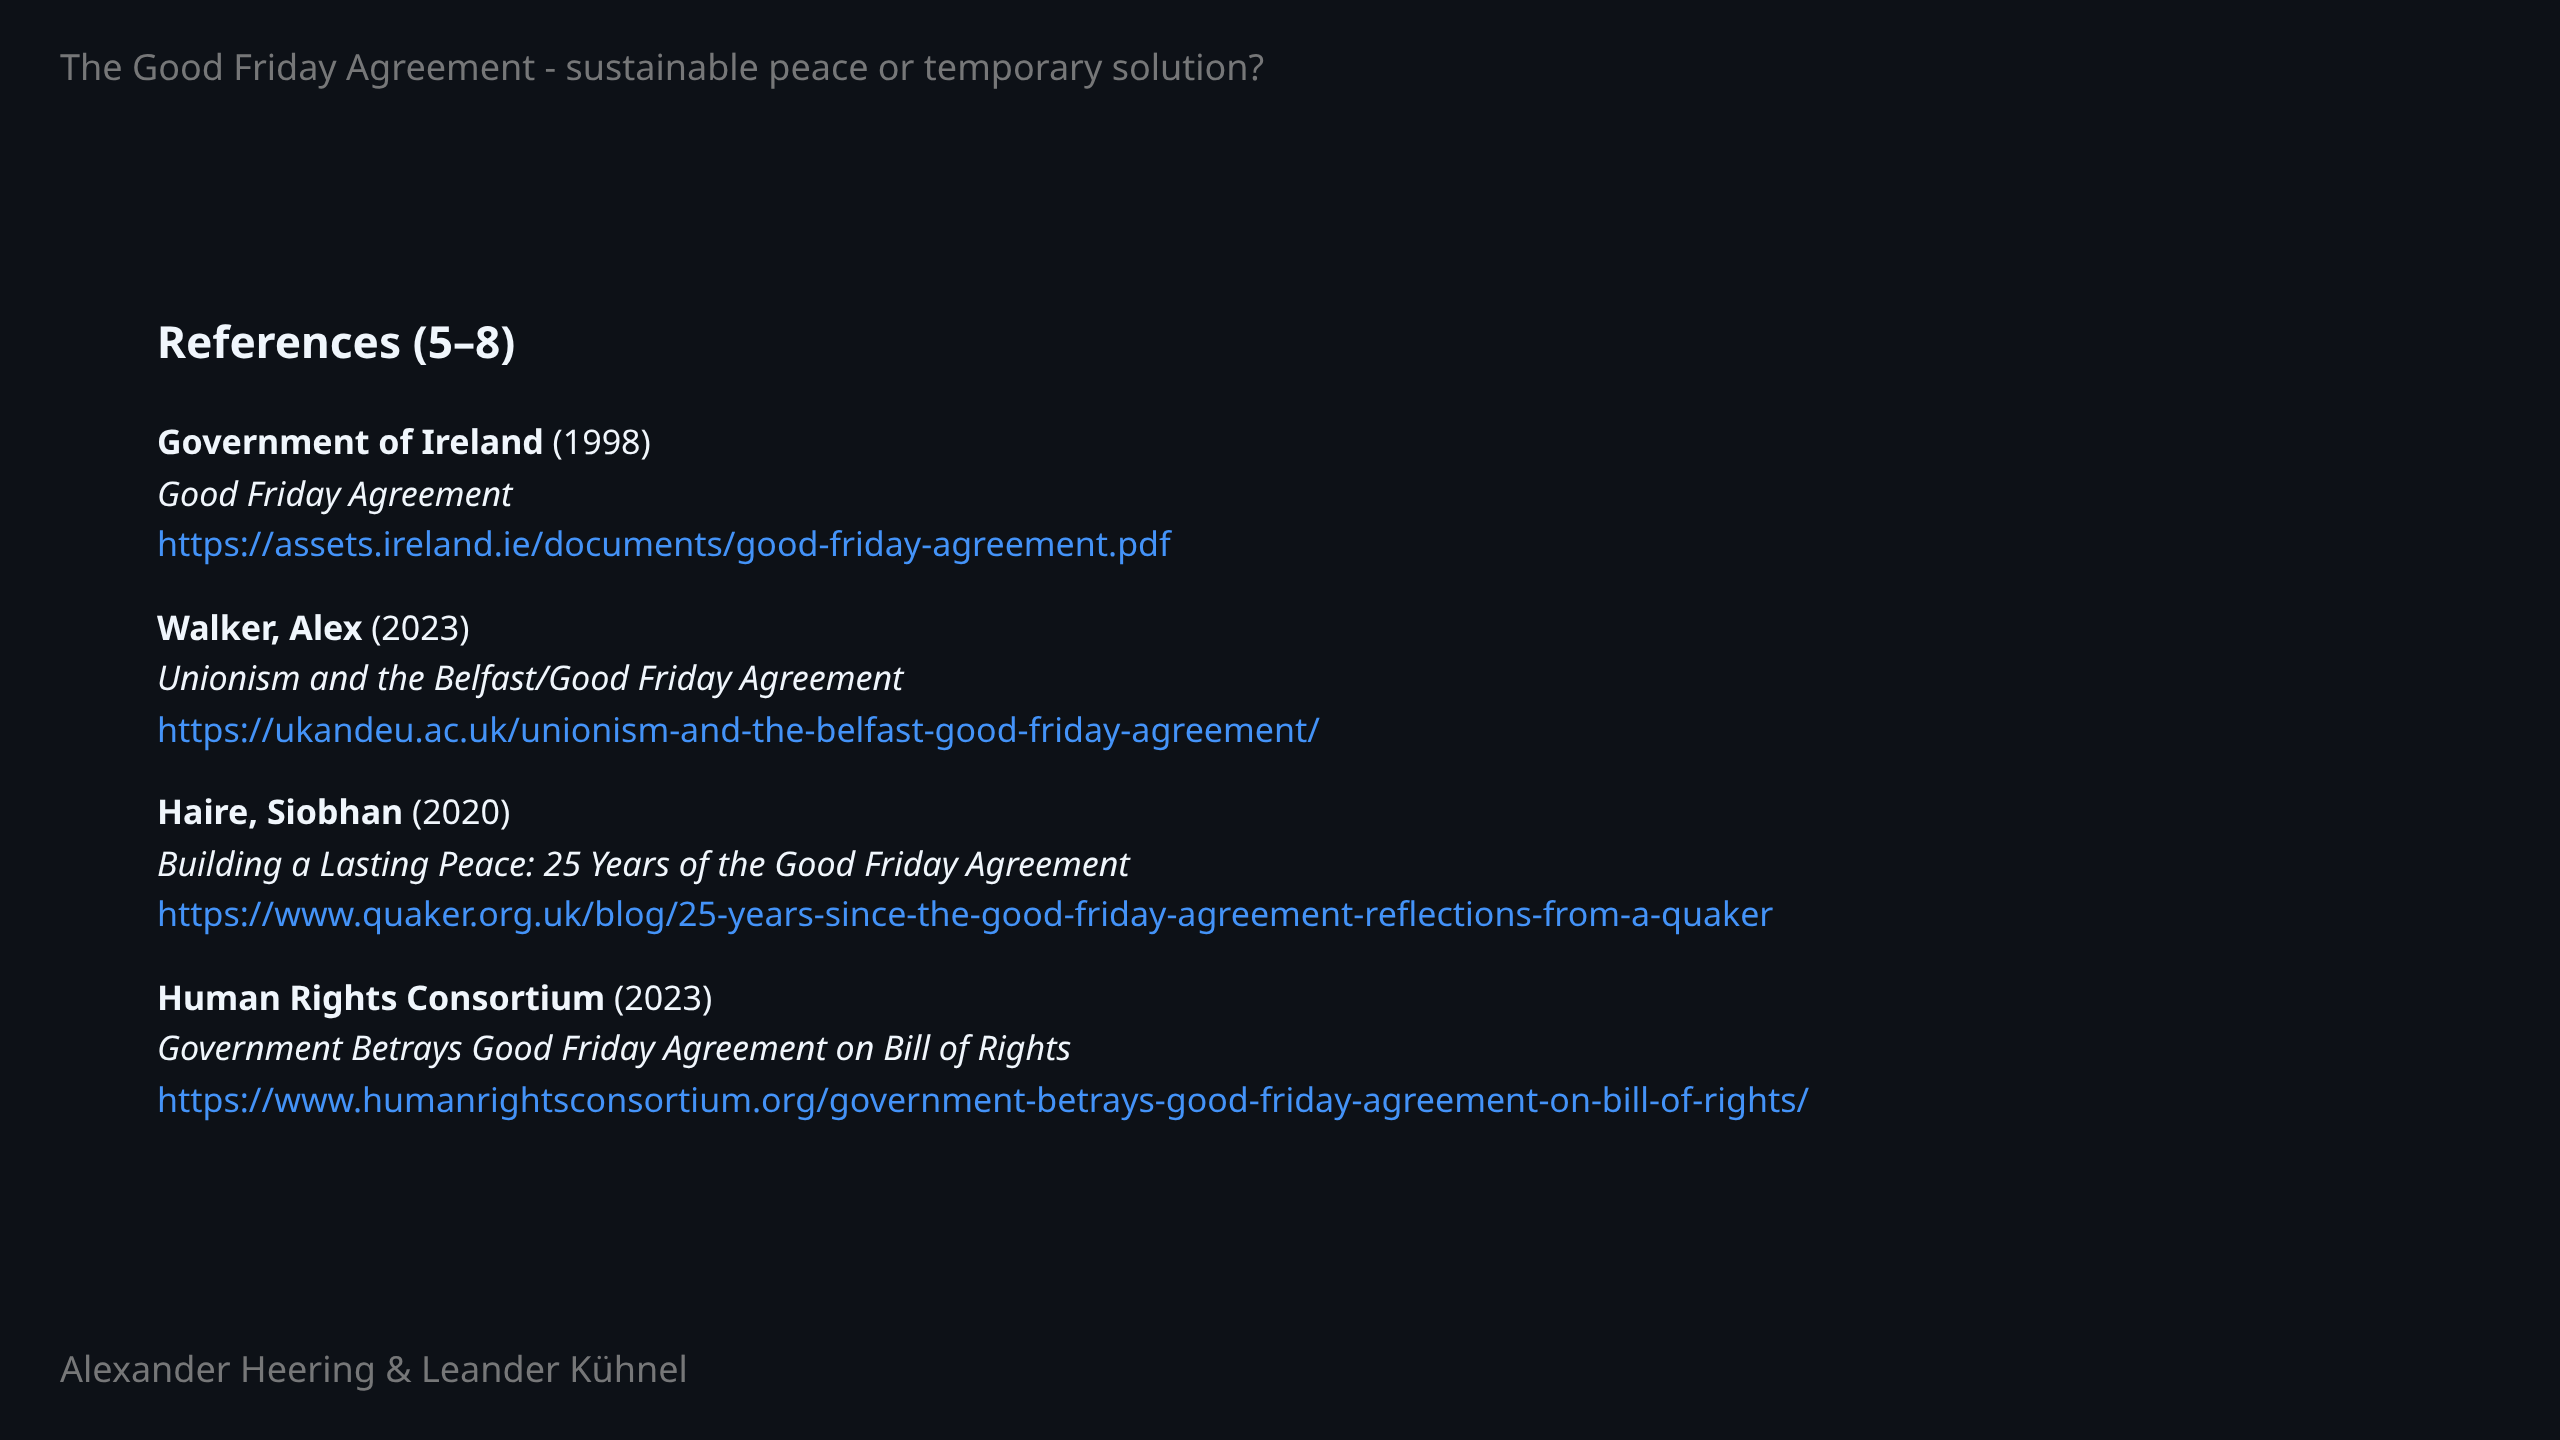 The Good Friday Agreement - sustainable peace or temporary solution?
References (5–8)
Government of Ireland (1998)
Good Friday Agreement
https://assets.ireland.ie/documents/good-friday-agreement.pdf
Walker, Alex (2023)
Unionism and the Belfast/Good Friday Agreement
https://ukandeu.ac.uk/unionism-and-the-belfast-good-friday-agreement/
Haire, Siobhan (2020)
Building a Lasting Peace: 25 Years of the Good Friday Agreement
https://www.quaker.org.uk/blog/25-years-since-the-good-friday-agreement-reflections-from-a-quaker
Human Rights Consortium (2023)
Government Betrays Good Friday Agreement on Bill of Rights
https://www.humanrightsconsortium.org/government-betrays-good-friday-agreement-on-bill-of-rights/
Alexander Heering & Leander Kühnel